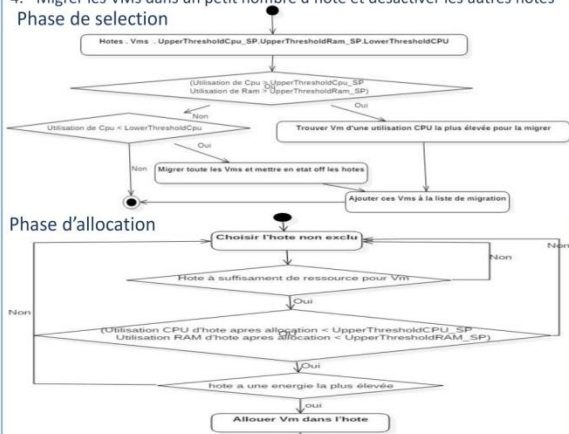 4. Migrer les VMs dans un petit nombre d'hôte et désactiver les autres hôtes
Phase de selection
Hotes . Vms . UpperThresholdCpu_SP.UpperThresholdRam_SP.LowerThresholdCPU
(Utilisation de Cpu > UpperThresholdCpu_SP
Ou
Utilisation de Ram > UpperThresholdRam_SP)
Non
Oui
Utilisation de Cpu < LowerThresholdCpu
Trouver Vm d'une utilisation CPU la plus élevée pour la migrer
Oui
Non
Migrer toute les Vms et mettre en etat off les hotes
Ajouter ces Vms à la liste de migration
Phase d'allocation
Choisir l'hote non exclu
Non
Non
Hote à suffisament de ressource pour Vm
Oui
Non
(Utilisation CPU d'hote apres allocation < UpperThresholdCPU_SP
Utilisation RAM d'hote apres allocation < UpperThresholdRAM_SP)
Oui
hote a une energie la plus élevée
oui
Allouer Vm dans l'hote